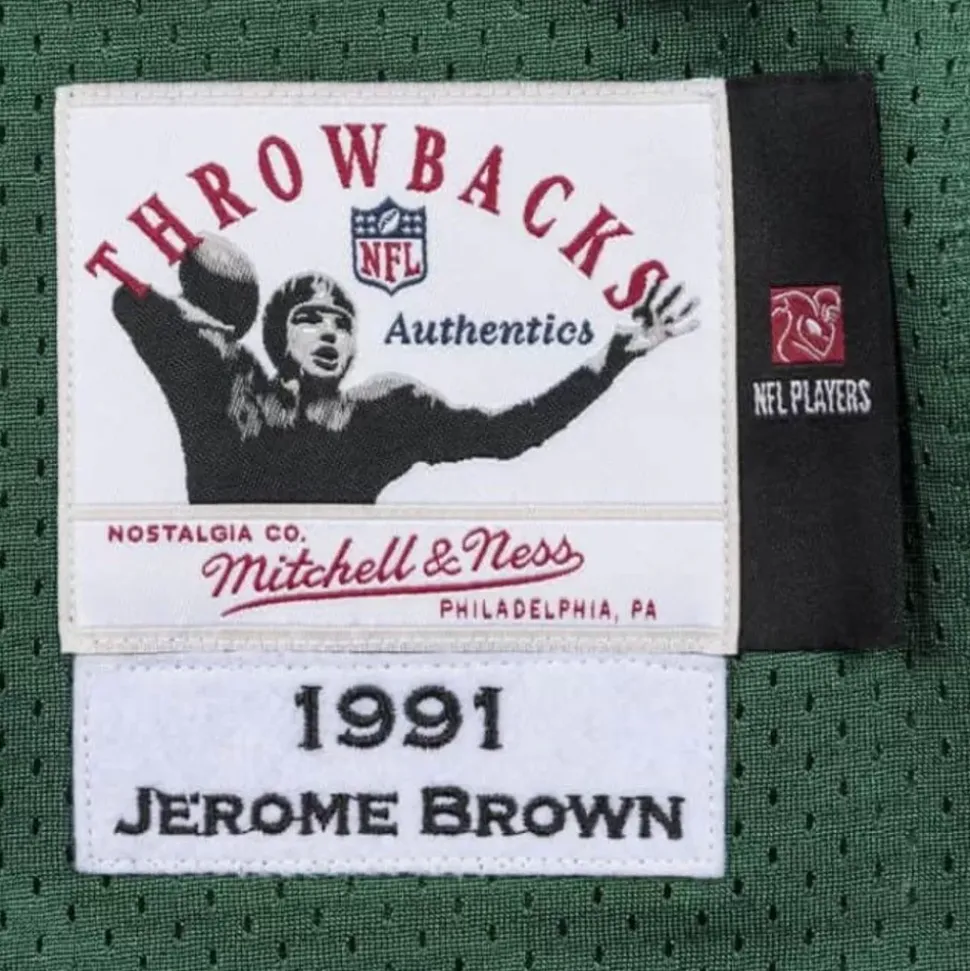 THROWBACKS
NFL
Authentics
NFL PLAYERS
NOSTALGIA CO.
Mitchell & Ness
PHILADELPHIA, PA
1991
JEROME BROWN